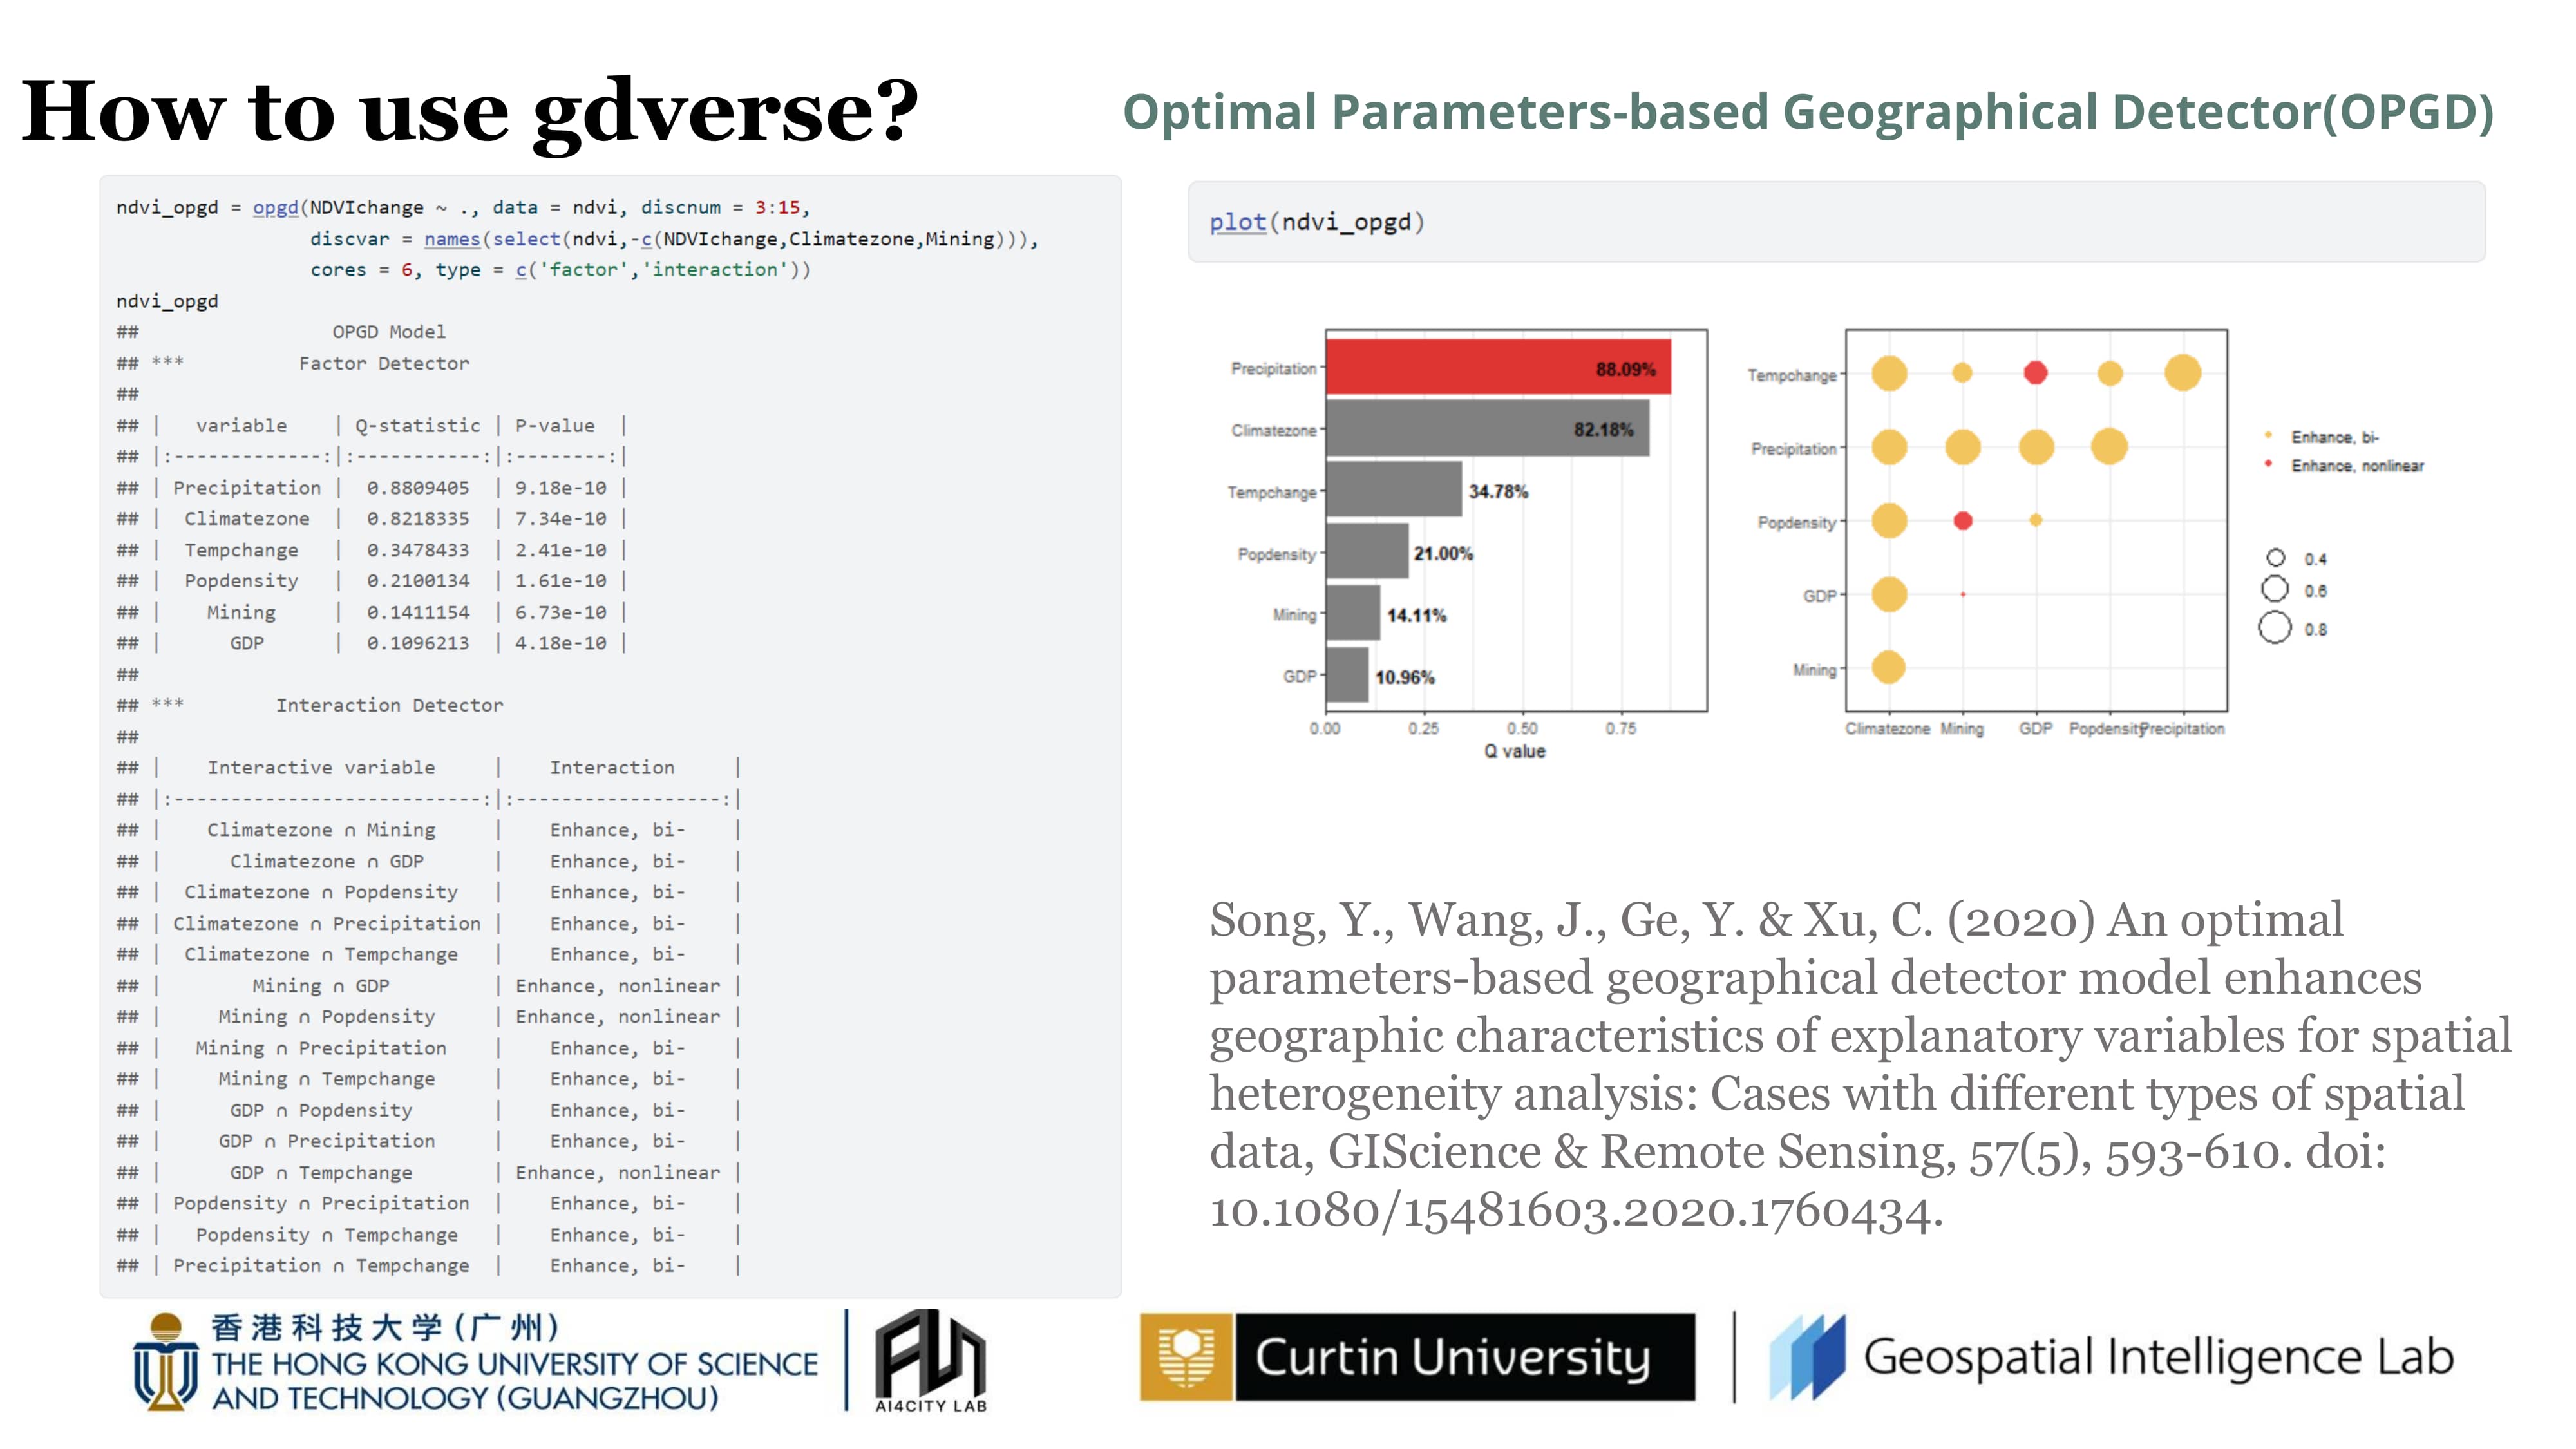 How to use gdverse?
Optimal Parameters-based Geographical Detector(OPGD)
ndvi_opgd = opgd(NDVIchange ~ ., data = ndvi, discnum = 3:15,
discvar = names(select(ndvi,-c(NDVIchange,Climatezone,Mining))),
cores = 6, type = c('factor','interaction'))
ndvi_opgd
## OPGD Model
## *** Factor Detector
##
## | variable | Q-statistic | P-value |
## |:-------------:|:-----------:|:--------:|
## | Precipitation | 0.8809405 | 9.18e-10 |
## | Climatezone | 0.8218335 | 7.34e-10 |
## | Tempchange | 0.3478433 | 2.41e-10 |
## | Popdensity | 0.2100134 | 1.61e-10 |
## | Mining | 0.1411154 | 6.73e-10 |
## | GDP | 0.1096213 | 4.18e-10 |
##
## *** Interaction Detector
##
## | Interactive variable | Interaction |
## |:---------------------------:|:------------------:|
## | Climatezone ∩ Mining | Enhance, bi- |
## | Climatezone ∩ GDP | Enhance, bi- |
## | Climatezone ∩ Popdensity | Enhance, bi- |
## | Climatezone ∩ Precipitation | Enhance, bi- |
## | Climatezone ∩ Tempchange | Enhance, bi- |
## | Mining ∩ GDP | Enhance, nonlinear |
## | Mining ∩ Popdensity | Enhance, nonlinear |
## | Mining ∩ Precipitation | Enhance, bi- |
## | Mining ∩ Tempchange | Enhance, bi- |
## | GDP ∩ Popdensity | Enhance, bi- |
## | GDP ∩ Precipitation | Enhance, bi- |
## | GDP ∩ Tempchange | Enhance, nonlinear |
## | Popdensity ∩ Precipitation | Enhance, bi- |
## | Popdensity ∩ Tempchange | Enhance, bi- |
## | Precipitation ∩ Tempchange | Enhance, bi- |
plot(ndvi_opgd)
Precipitation 88.09%
Climatezone 82.18%
Tempchange 34.78%
Popdensity 21.00%
Mining 14.11%
GDP 10.96%
0.00 0.25 0.50 0.75
Q value
Tempchange
Precipitation
Popdensity
GDP
Mining
Climatezone Mining GDP Popdensity Precipitation
Enhance, bi-
Enhance, nonlinear
0.4
0.6
0.8
Song, Y., Wang, J., Ge, Y. & Xu, C. (2020) An optimal
parameters-based geographical detector model enhances
geographic characteristics of explanatory variables for spatial
heterogeneity analysis: Cases with different types of spatial
data, GIScience & Remote Sensing, 57(5), 593-610. doi:
10.1080/15481603.2020.1760434.
香港科技大学(广州)
THE HONG KONG UNIVERSITY OF SCIENCE
AND TECHNOLOGY (GUANGZHOU)
AI4CITY LAB
Curtin University
Geospatial Intelligence Lab